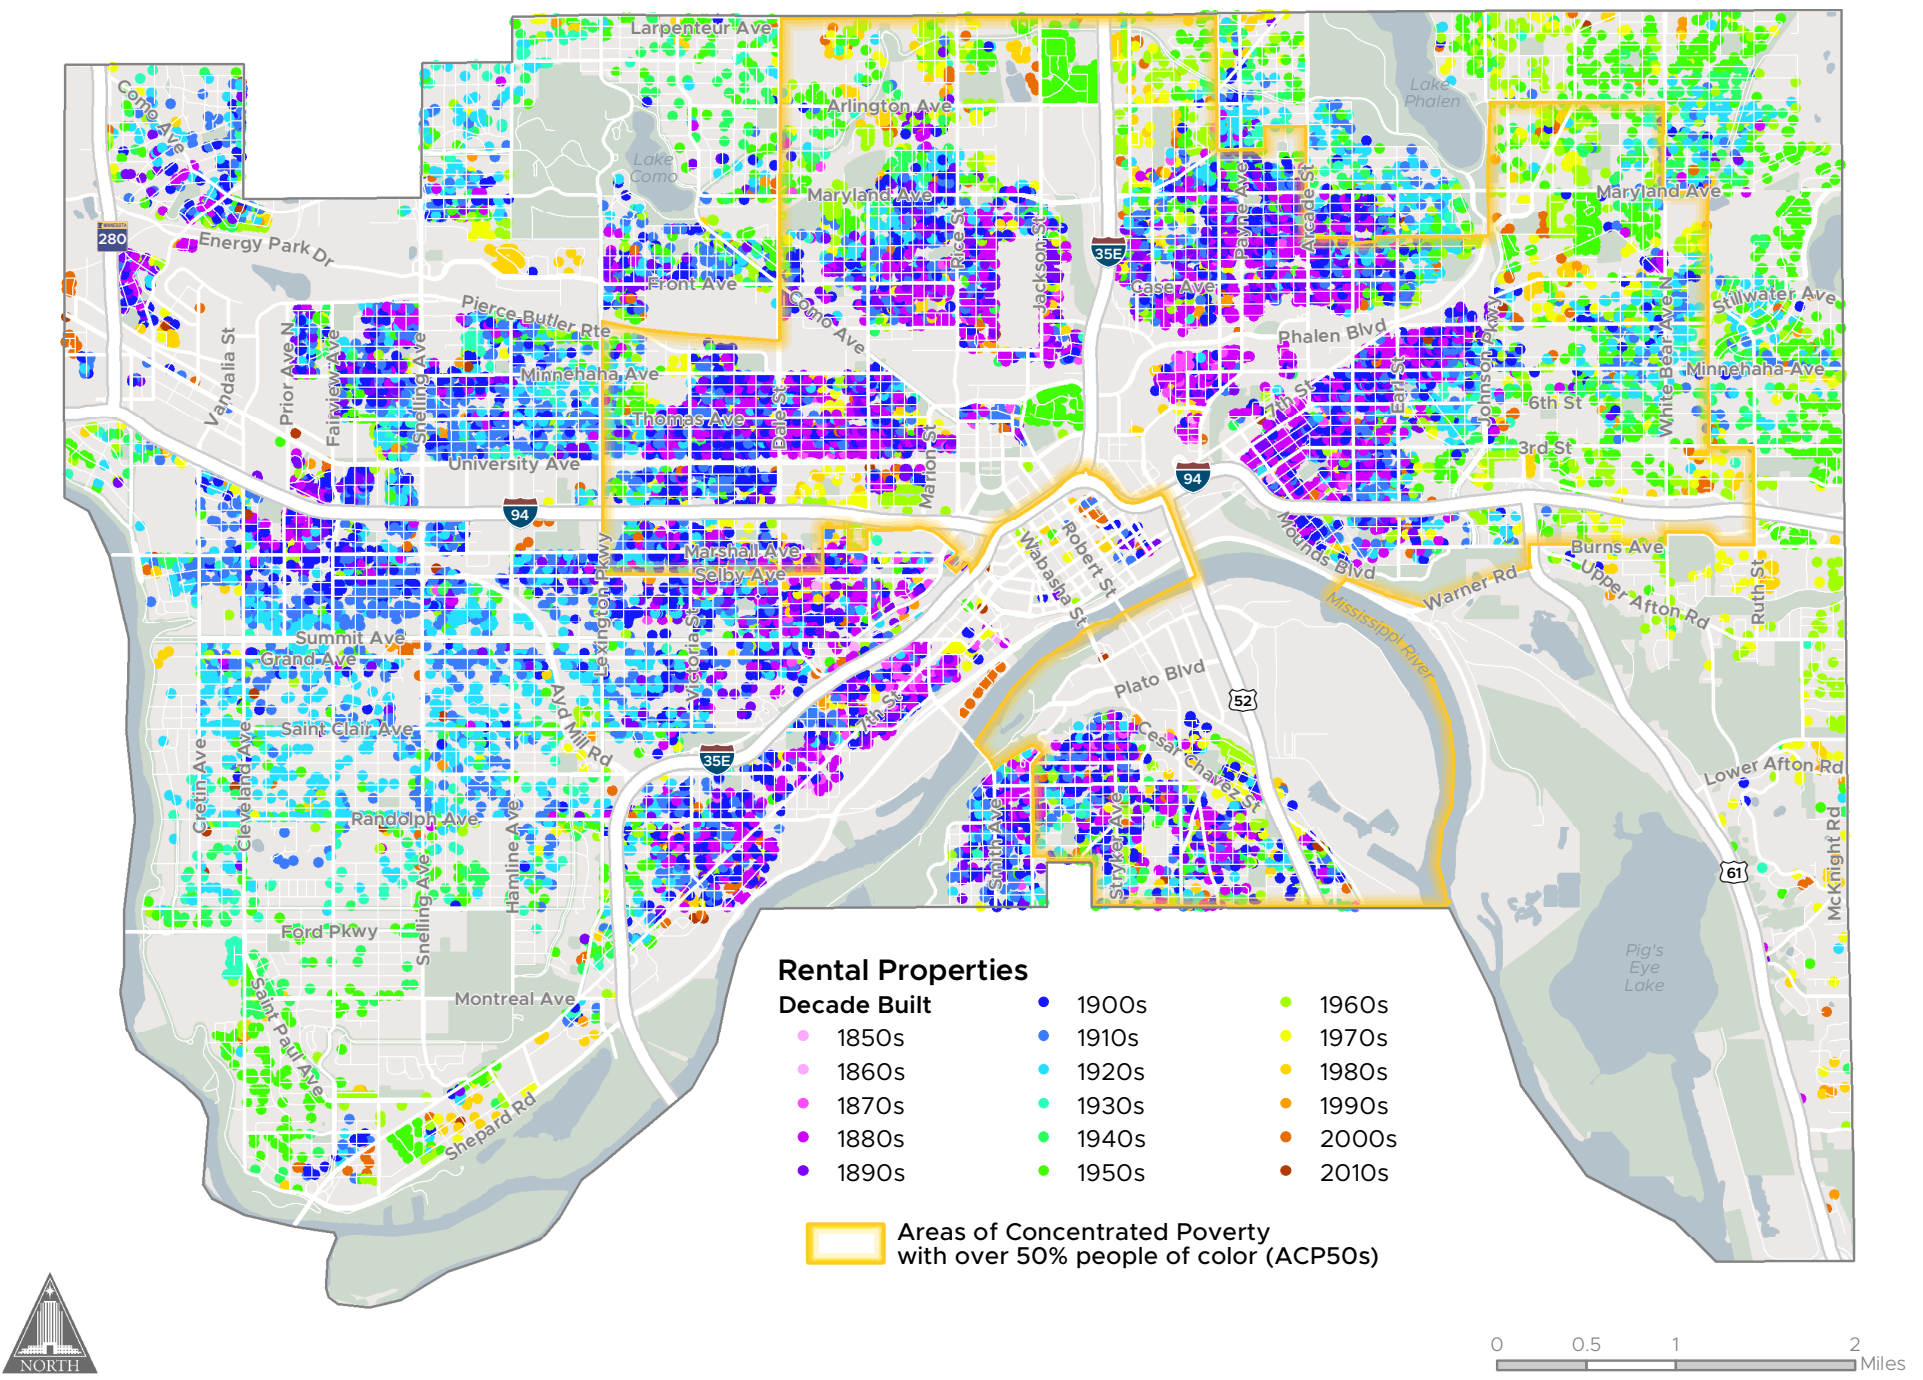 Larpenteur Ave
Como Ave
Lake
Phalen
Arlington Ave
Lake
Como
Maryland Ave
Maryland Ave
Payne Ave
Arcade St
Rice St
Jackson St
MINNESOTA
280
Energy Park Dr
35E
Front Ave
Case Ave
Como Ave
Stillwater Ave
Pierce Butler Rte
Phalen Blvd
Vandalia St
Prior Ave N
Fairview Ave
Snelling Ave
Minnehaha Ave
Minnehaha Ave
Earl St
Johnson Pkwy
White Bear Ave N
7th St
6th St
Thomas Ave
Dale St
Marion St
3rd St
University Ave
94
94
Robert St
Wabasha St
Mounds Blvd
Marshall Ave
Selby Ave
Burns Ave
Upper Afton Rd
Ruth St
Warner Rd
Mississippi River
Lexington Pkwy
Victoria St
Summit Ave
Grand Ave
Ayd Mill Rd
Plato Blvd
52
7th St
Saint Clair Ave
Cesar Chavez St
35E
Cretin Ave
Cleveland Ave
Lower Afton Rd
Randolph Ave
Hamline Ave
Snelling Ave
Smith Ave
Stryker Ave
McKnight Rd
61
Ford Pkwy
Pig's
Eye
Lake
Montreal Ave
Saint Paul Ave
Shepard Rd
Rental Properties
Decade Built
1850s
1860s
1870s
1880s
1890s
1900s
1910s
1920s
1930s
1940s
1950s
1960s
1970s
1980s
1990s
2000s
2010s
Areas of Concentrated Poverty
with over 50% people of color (ACP50s)
NORTH
0 0.5 1 2
Miles